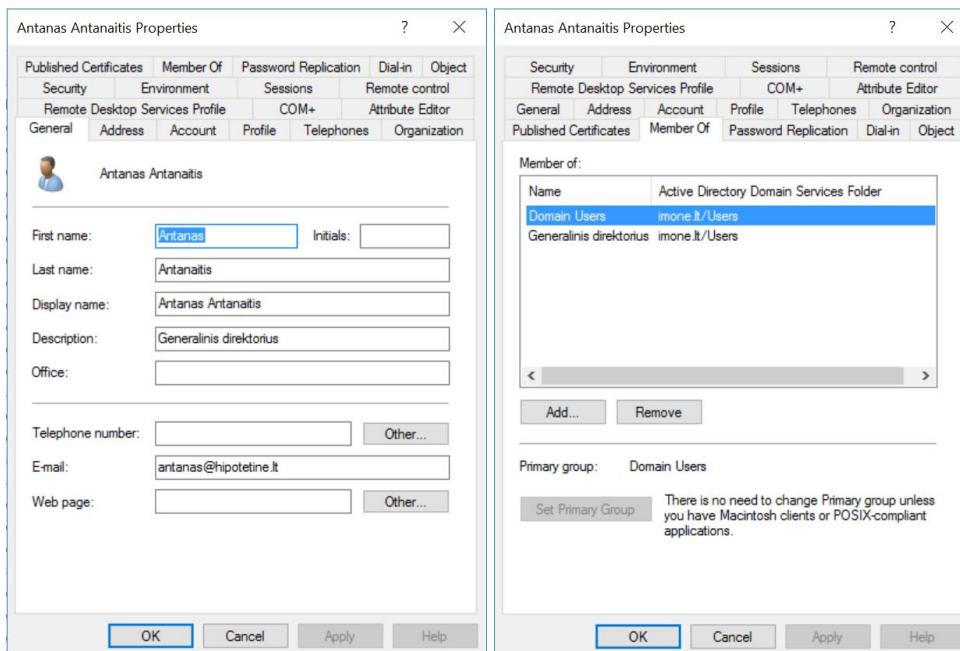 Antanas Antanaitis Properties ?
Published Certificates Member Of Password Replication Dial-in Object
Security Environment Sessions Remote control
Remote Desktop Services Profile COM+ Attribute Editor
General Address Account Profile Telephones Organization
Antanas Antanaitis
First name: Antanas Initials:
Last name: Antanaitis
Display name: Antanas Antanaitis
Description: Generalinis direktorius
Office:
Telephone number: Other...
E-mail: antanas@hipotetine.lt
Web page: Other...
OK Cancel Apply Help
Antanas Antanaitis Properties ?
Security Environment Sessions Remote control
Remote Desktop Services Profile COM+ Attribute Editor
General Address Account Profile Telephones Organization
Published Certificates Member Of Password Replication Dial-in Object
Member of:
Name Active Directory Domain Services Folder
Domain Users imone.lt/Users
Generalinis direktorius imone.lt/Users
Add... Remove
Primary group: Domain Users
Set Primary Group
There is no need to change Primary group unless
you have Macintosh clients or POSIX-compliant
applications.
OK Cancel Apply Help